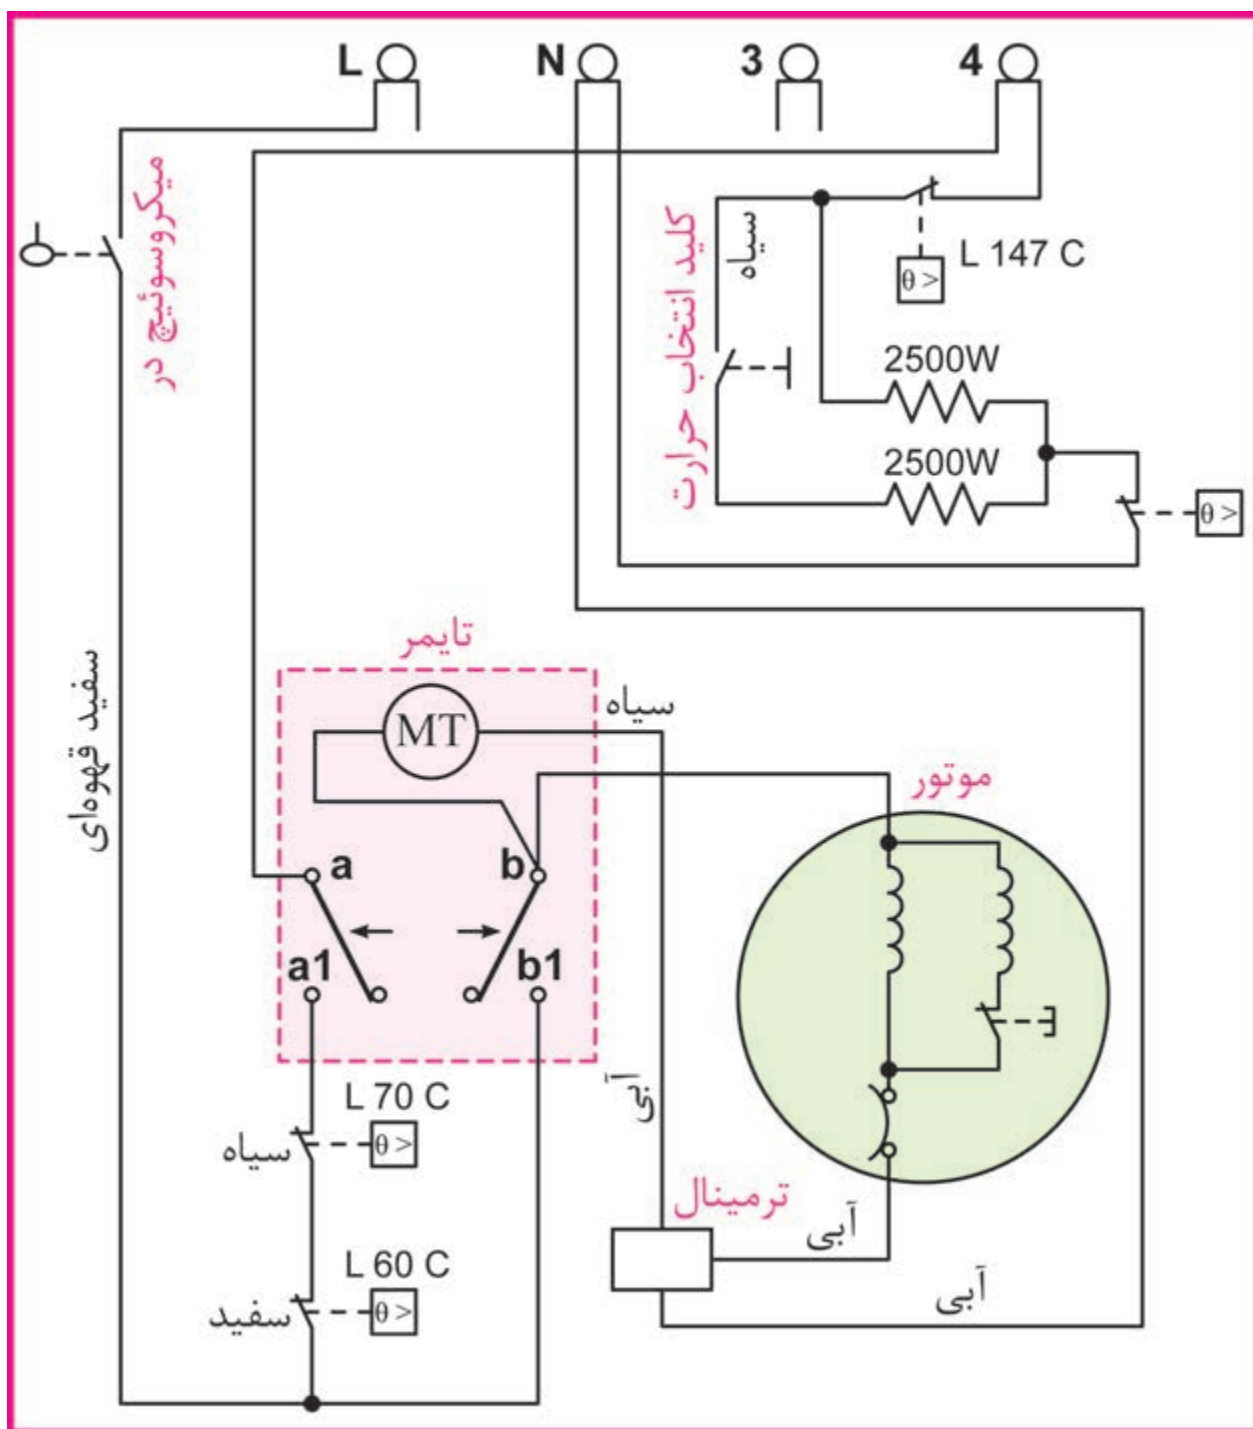 L
N
3
4
میکروسوئیچ در
سیاه
کلید انتخاب حرارت
L 147 C
θ >
2500W
2500W
θ >
سفید قهوه‌ای
تایمر
MT
سیاه
موتور
a
b
a1
b1
L 70 C
θ >
سیاه
آبی
ترمینال
آبی
آبی
L 60 C
θ >
سفید